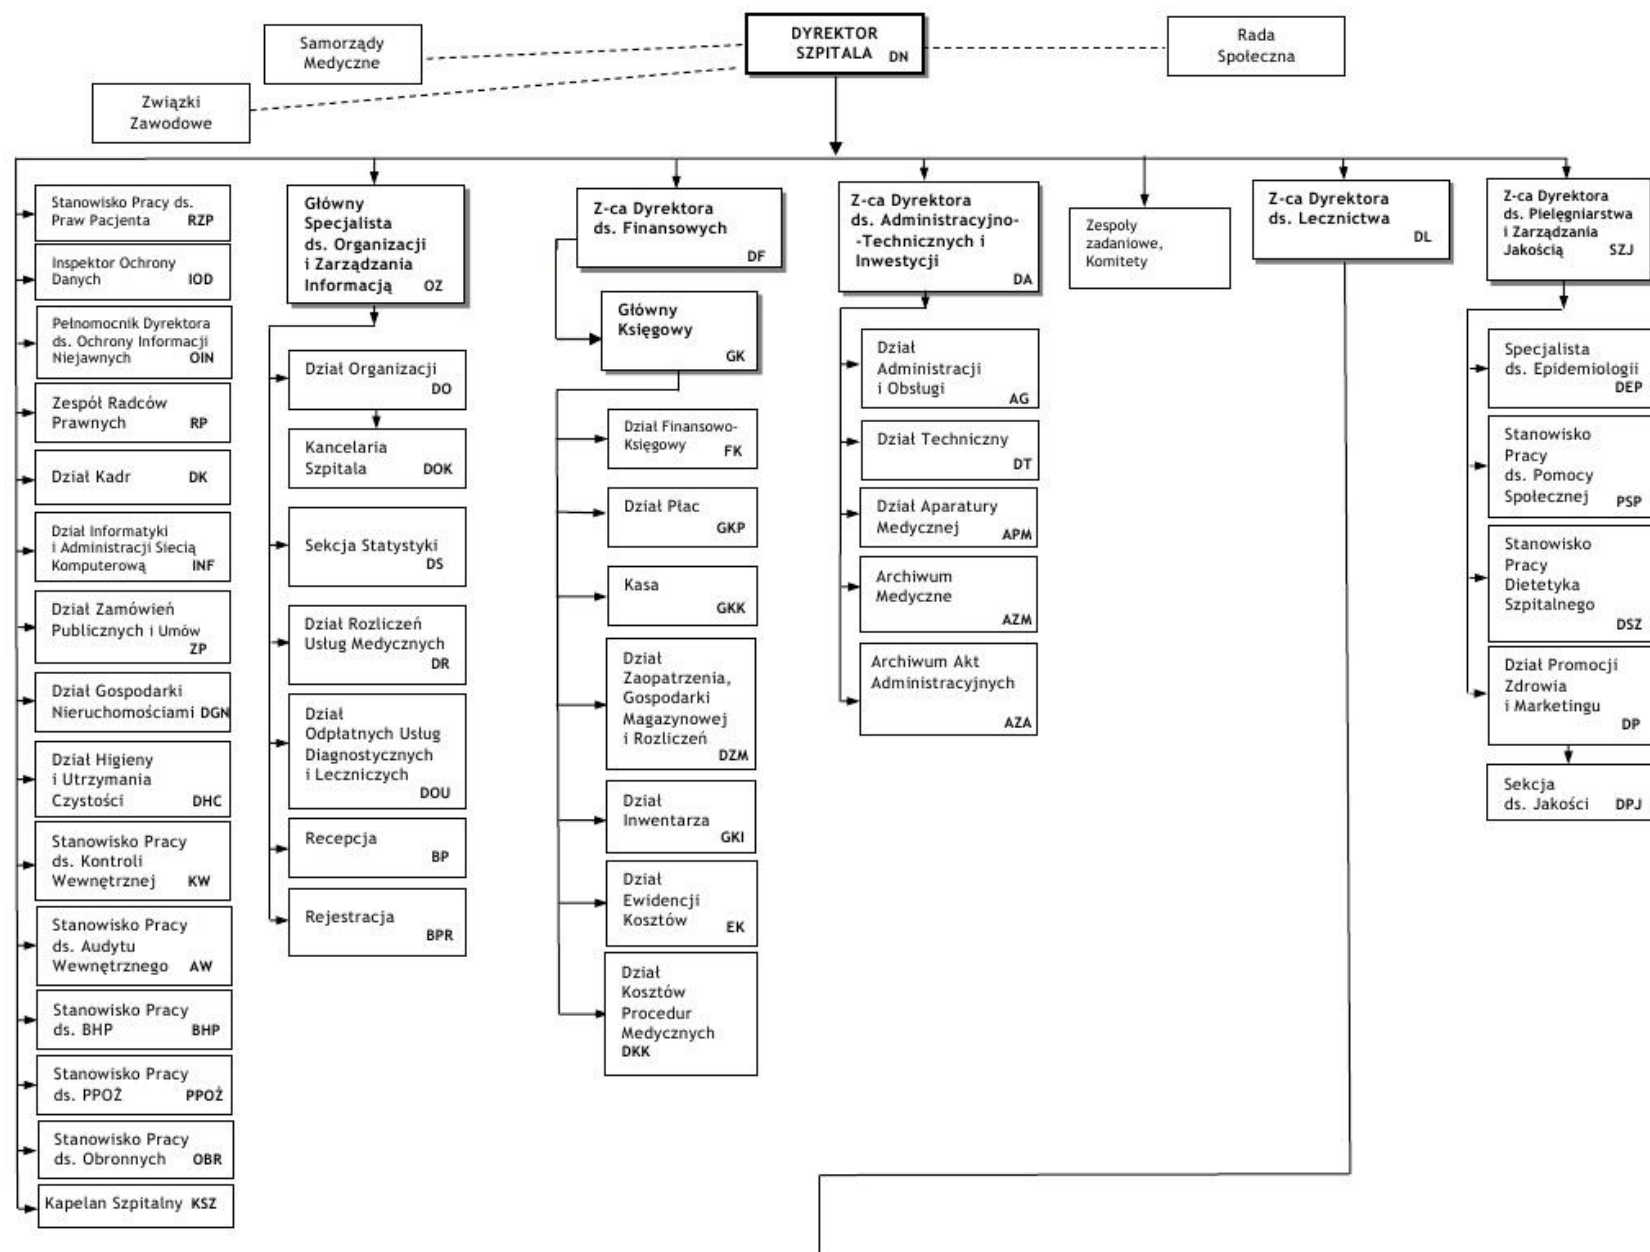 DYREKTOR
SZPITALA DN
Samorządy
Medyczne
Rada
Społeczna
Związki
Zawodowe
Stanowisko Pracy ds.
Praw Pacjenta RZP
Inspektor Ochrony
Danych IOD
Pełnomocnik Dyrektora
ds. Ochrony Informacji
Niejawnych OIN
Zespół Radców
Prawnych RP
Dział Kadr DK
Dział Informatyki
i Administracji Siecią
Komputerową INF
Dział Zamówień
Publicznych i Umów
ZP
Dział Gospodarki
Nieruchomościami DGN
Dział Higieny
i Utrzymania
Czystości DHC
Stanowisko Pracy
ds. Kontroli
Wewnętrznej KW
Stanowisko Pracy
ds. Audytu
Wewnętrznego AW
Stanowisko Pracy
ds. BHP BHP
Stanowisko Pracy
ds. PPOŻ PPOŻ
Stanowisko Pracy
ds. Obronnych OBR
Kapelan Szpitalny KSZ
Główny
Specjalista
ds. Organizacji
i Zarządzania
Informacją OZ
Dział Organizacji
DO
Kancelaria
Szpitala DOK
Sekcja Statystyki
DS
Dział Rozliczeń
Usług Medycznych
DR
Dział
Odpłatnych Usług
Diagnostycznych
i Leczniczych
DOU
Recepcja
BP
Rejestracja
BPR
Z-ca Dyrektora
ds. Finansowych
DF
Główny
Księgowy
GK
Dział Finansowo-
Księgowy
FK
Dział Płac
GKP
Kasa
GKK
Dział
Zaopatrzenia,
Gospodarki
Magazynowej
i Rozliczeń
DZM
Dział
Inwentarza
GKI
Dział
Ewidencji
Kosztów
EK
Dział
Kosztów
Procedur
Medycznych
DKK
Z-ca Dyrektora
ds. Administracyjno-
-Technicznych i
Inwestycji
DA
Dział
Administracji
i Obsługi
AG
Dział Techniczny
DT
Dział Aparatury
Medycznej
APM
Archiwum
Medyczne
AZM
Archiwum Akt
Administracyjnych
AZA
Zespoły
zadaniowe,
Komitety
Z-ca Dyrektora
ds. Lecznictwa
DL
Z-ca Dyrektora
ds. Pielęgniarstwa
i Zarządzania
Jakością SZJ
Specjalista
ds. Epidemiologii
DEP
Stanowisko
Pracy
ds. Pomocy
Społecznej
PSP
Stanowisko
Pracy
Dietetyka
Szpitalnego
DSZ
Dział Promocji
Zdrowia
i Marketingu
DP
Sekcja
ds. Jakości DPJ